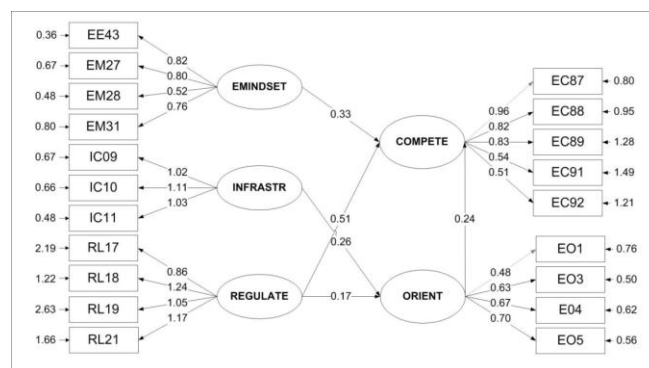 0.36 EE43
0.67 EM27
0.48 EM28
0.80 EM31
0.67 IC09
0.66 IC10
0.48 IC11
2.19 RL17
1.22 RL18
2.63 RL19
1.66 RL21
0.82
0.80
0.52
0.76
1.02
1.11
1.03
0.86
1.24
1.05
1.17
EMINDSET
INFRASTR
REGULATE
0.33
0.51
0.26
0.17
0.24
COMPETE
ORIENT
0.96
0.82
0.83
0.54
0.51
0.48
0.63
0.67
0.70
EC87 0.80
EC88 0.95
EC89 1.28
EC91 1.49
EC92 1.21
EO1 0.76
EO3 0.50
E04 0.62
EO5 0.56